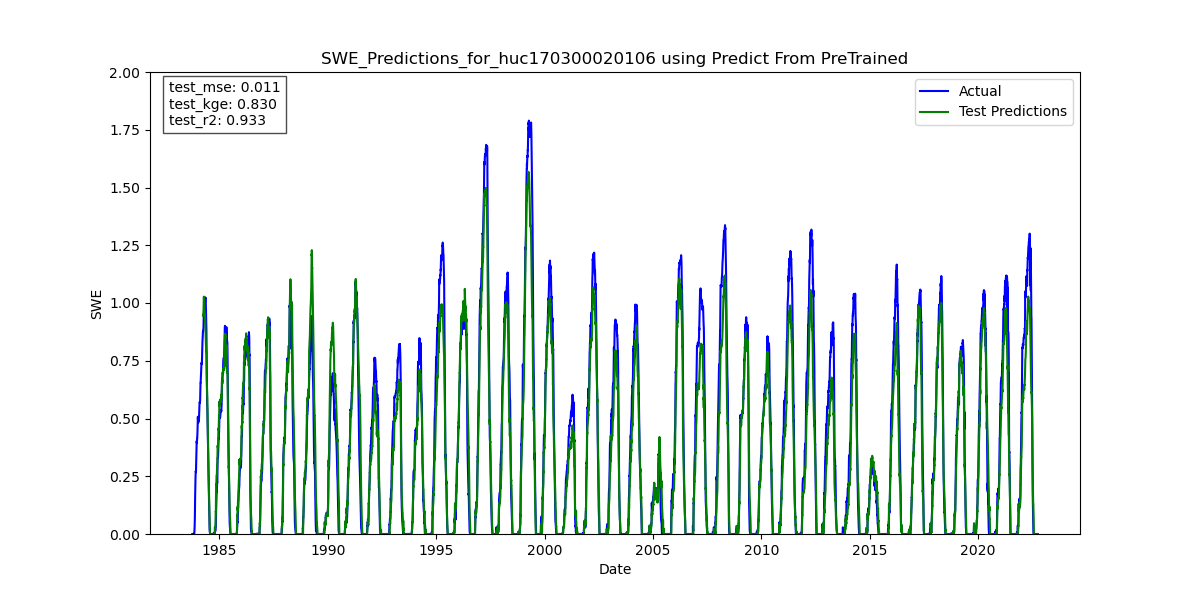 SWE_Predictions_for_huc170300020106 using Predict From PreTrained
test_mse: 0.011
test_kge: 0.830
test_r2: 0.933
Actual
Test Predictions
2.00
1.75
1.50
1.25
1.00
0.75
0.50
0.25
0.00
SWE
1985 1990 1995 2000 2005 2010 2015 2020
Date